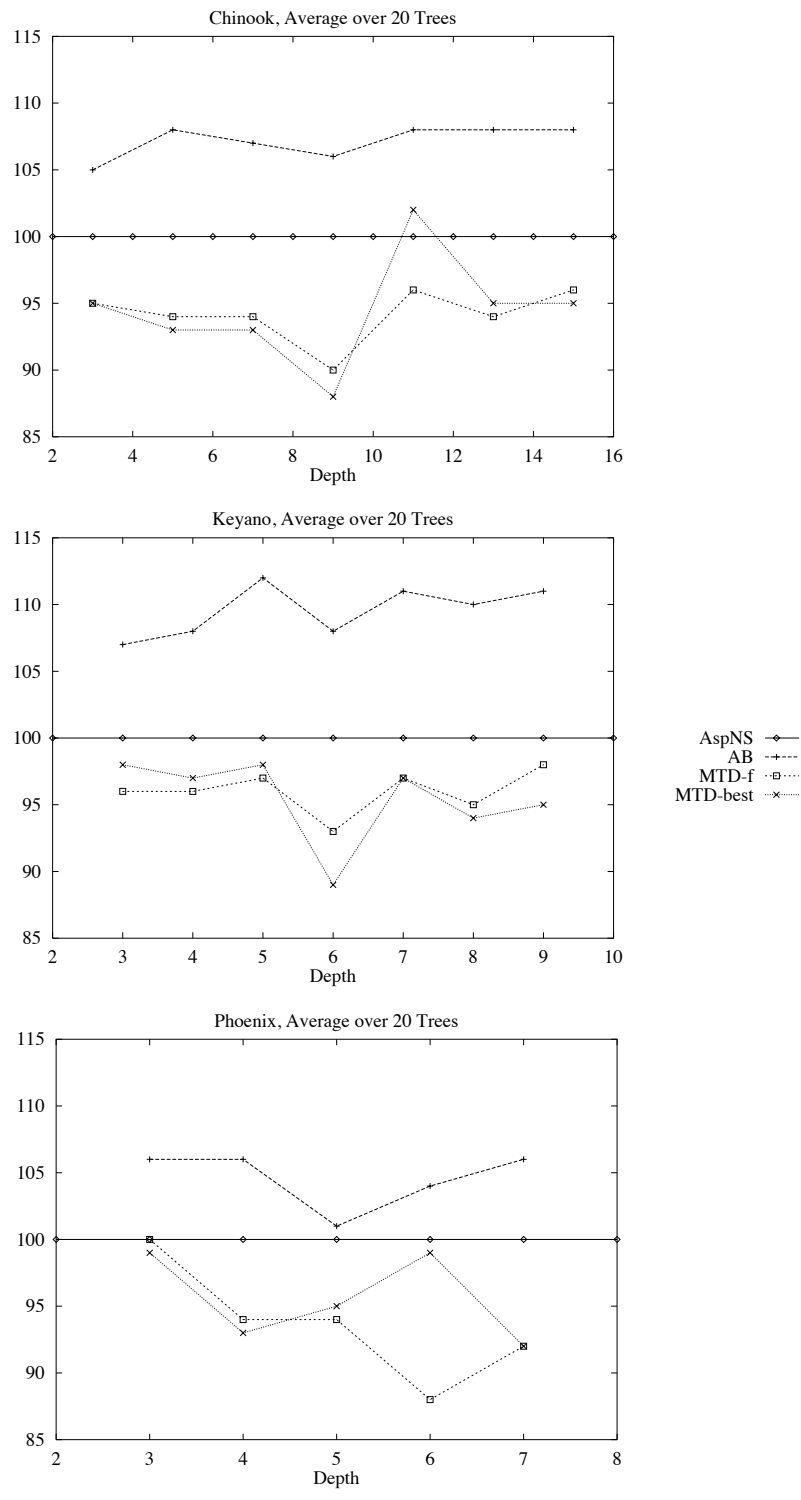 Chinook, Average over 20 Trees
115
110
105
100
95
90
85
2 4 6 8 10 12 14 16
Depth
Keyano, Average over 20 Trees
115
110
105
100
95
90
85
2 3 4 5 6 7 8 9 10
Depth
AspNS
AB
MTD-f
MTD-best
Phoenix, Average over 20 Trees
115
110
105
100
95
90
85
2 3 4 5 6 7 8
Depth